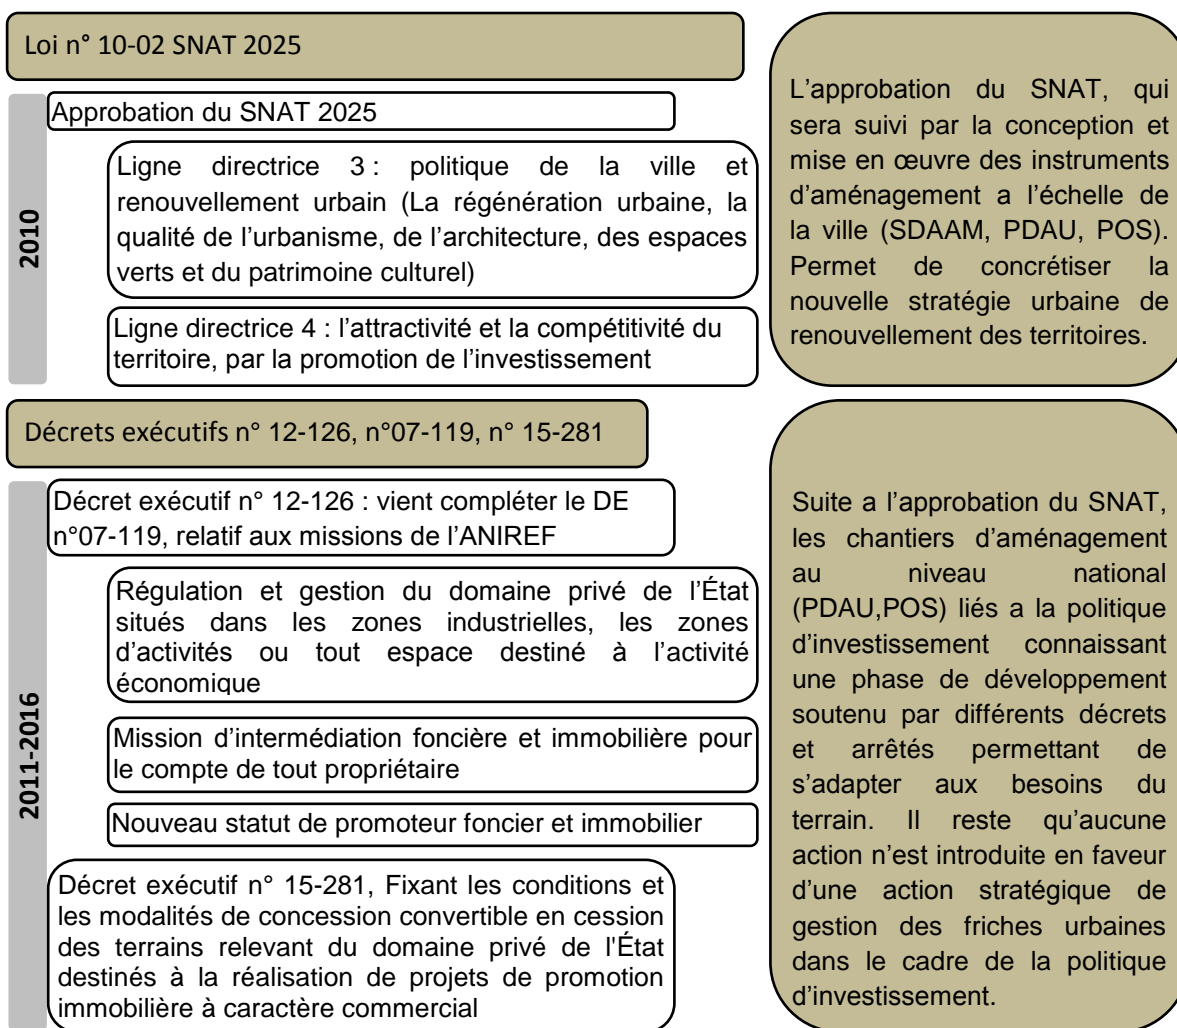 Loi n° 10-02 SNAT 2025
2010
Approbation du SNAT 2025
Ligne directrice 3 : politique de la ville et
renouvellement urbain (La régénération urbaine, la
qualité de l'urbanisme, de l'architecture, des espaces
verts et du patrimoine culturel)
Ligne directrice 4 : l'attractivité et la compétitivité du
territoire, par la promotion de l'investissement
L'approbation du SNAT, qui
sera suivi par la conception et
mise en œuvre des instruments
d'aménagement a l'échelle de
la ville (SDAAM, PDAU, POS).
Permet de concrétiser la
nouvelle stratégie urbaine de
renouvellement des territoires.
Décrets exécutifs n° 12-126, n°07-119, n° 15-281
2011-2016
Décret exécutif n° 12-126 : vient compléter le DE
n°07-119, relatif aux missions de l'ANIREF
Régulation et gestion du domaine privé de l'État
situés dans les zones industrielles, les zones
d'activités ou tout espace destiné à l'activité
économique
Mission d'intermédiation foncière et immobilière pour
le compte de tout propriétaire
Nouveau statut de promoteur foncier et immobilier
Décret exécutif n° 15-281, Fixant les conditions et
les modalités de concession convertible en cession
des terrains relevant du domaine privé de l'État
destinés à la réalisation de projets de promotion
immobilière à caractère commercial
Suite a l'approbation du SNAT,
les chantiers d'aménagement
au niveau national
(PDAU,POS) liés a la politique
d'investissement connaissant
une phase de développement
soutenu par différents décrets
et arrêtés permettant de
s'adapter aux besoins du
terrain. Il reste qu'aucune
action n'est introduite en faveur
d'une action stratégique de
gestion des friches urbaines
dans le cadre de la politique
d'investissement.